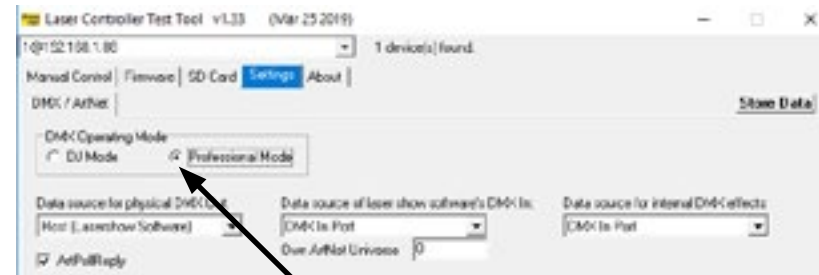 Laser Controller Test Tool v1.33 (Mar 25 2019)
1 device(s) found.
Manual Control Firmware SD Card Settings About
DMX / ArtNet Store Data
DMX Operating Mode
DJ Mode Professional Mode
Data source for physical DMX Data source of laser show software's DMX In: Data source for internal DMX effects
Host (Lasershow Software) DMX In Port DMX In Port
Own ArtNet Universe 0
ArtPollReply